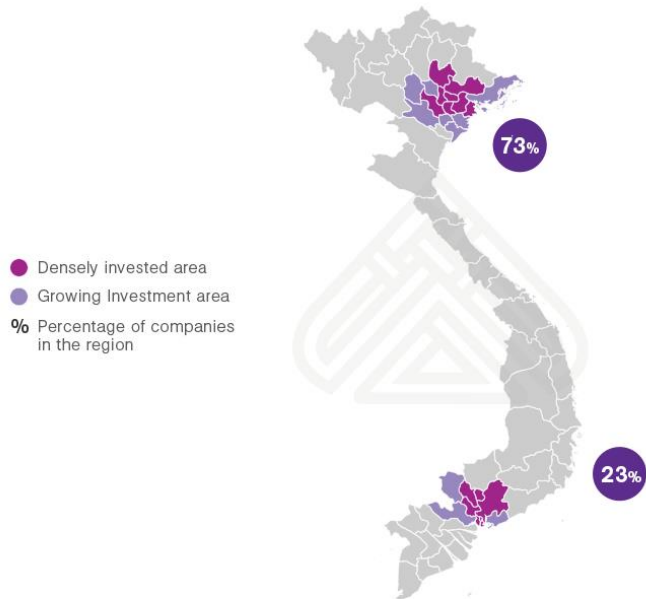 73%
Densely invested area
Growing Investment area
% Percentage of companies
in the region
23%